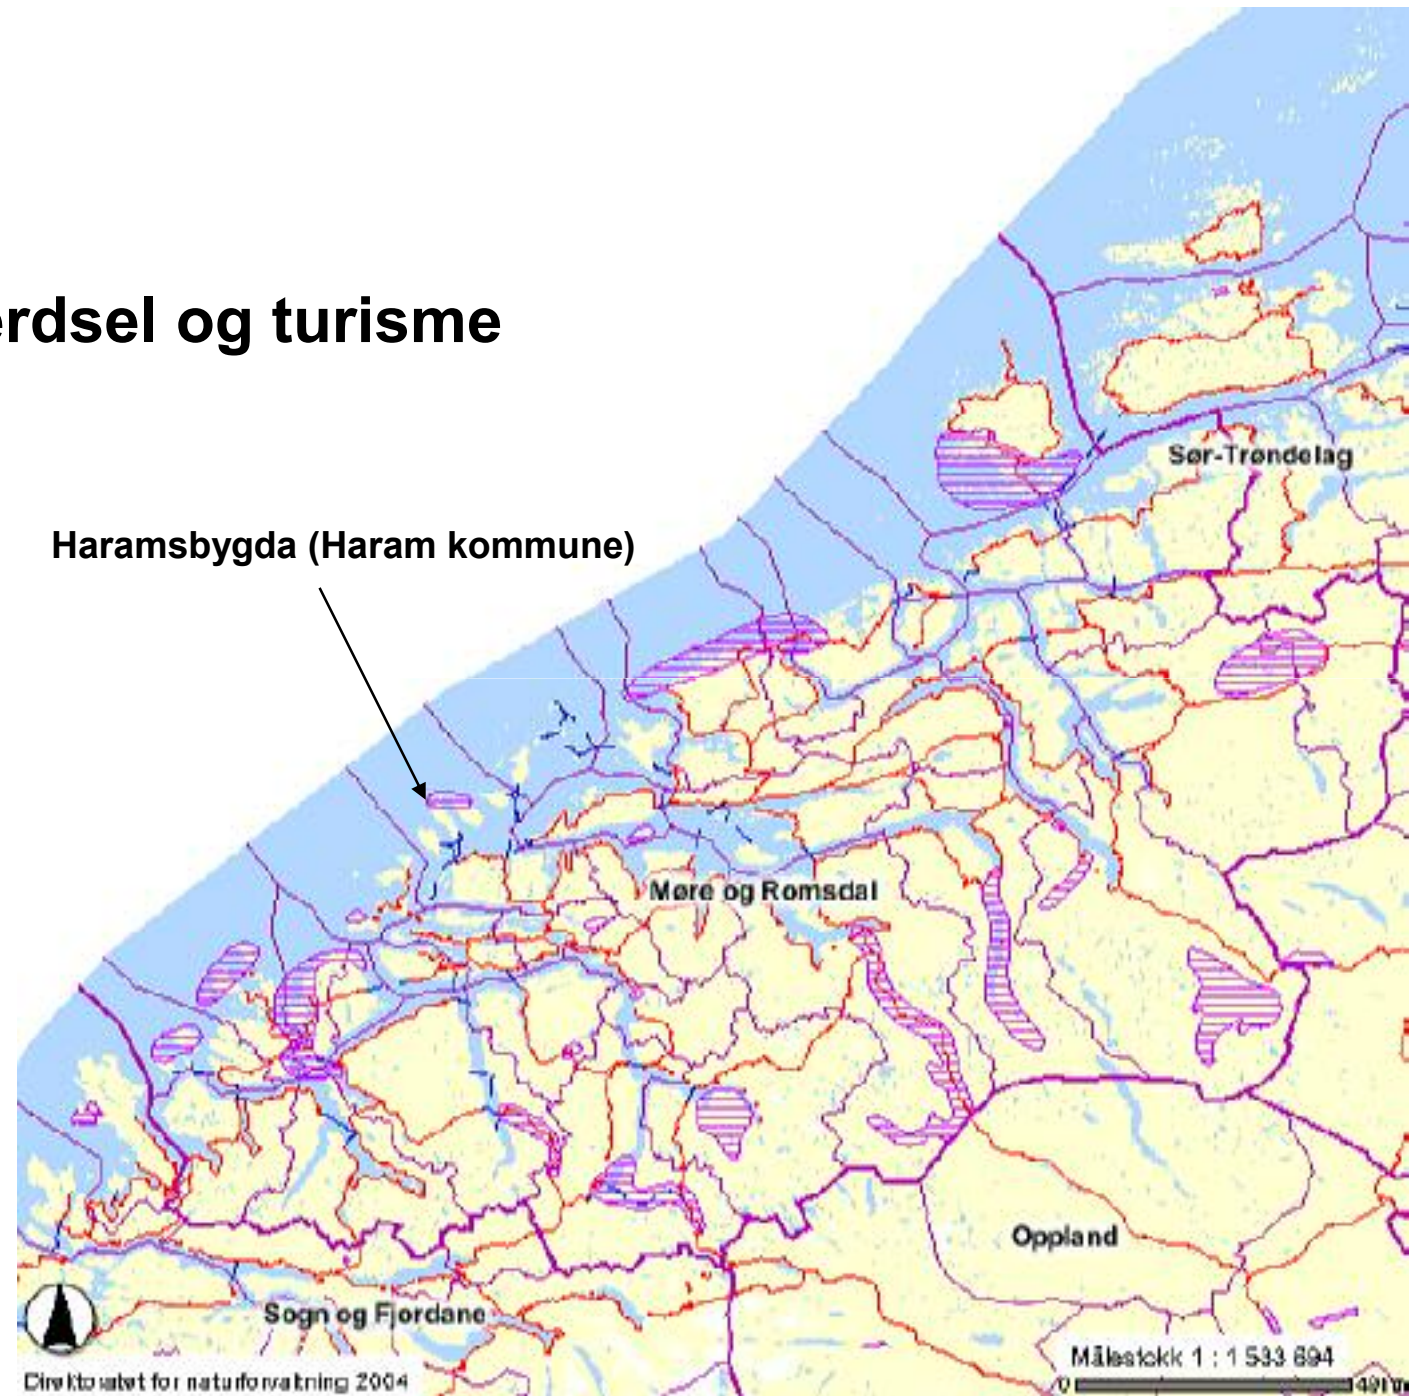 erdsel og turisme
Sør-Trøndelag
Haramsbygda (Haram kommune)
Møre og Romsdal
Oppland
Sogn og Fjordane
Målestokk 1 : 1 533 694
Direktoratet for naturforvaltning 2004
0